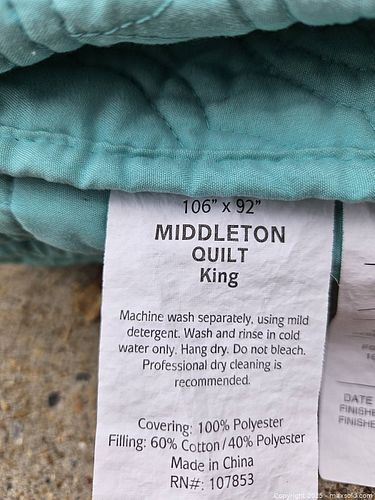 106" x 92"
MIDDLETON
QUILT
King
Machine wash separately, using mild
detergent. Wash and rinse in cold
water only. Hang dry. Do not bleach.
Professional dry cleaning is
recommended.
Covering: 100% Polyester
Filling: 60% Cotton/40% Polyester
Made in China
RN#: 107853
DATE
FINISHE
FINISHE
Copyright 2025 - maxsold.com